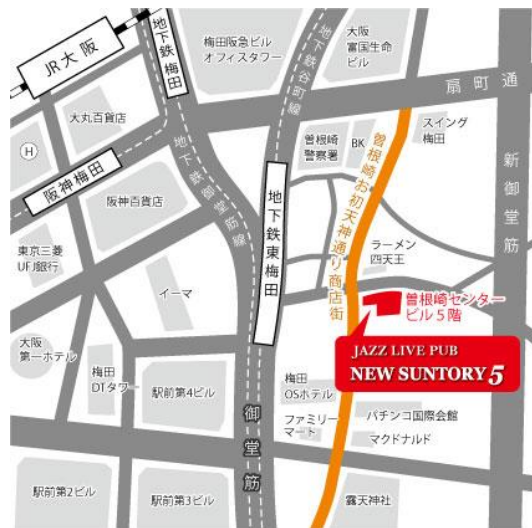 JR大阪
地下鉄梅田
梅田阪急ビル
オフィスタワー
地下鉄谷町線
大阪
富国生命
ビル
扇町通
大丸百貨店
H
阪神梅田
地下鉄御堂筋線
阪神百貨店
曽根崎
警察署
BK
スイング
梅田
新御堂筋
曽根崎お初天神通り商店街
地下鉄東梅田
東京三菱
UFJ銀行
イーマ
ラーメン
四天王
曽根崎センター
ビル5階
大阪
第一ホテル
JAZZ LIVE PUB
NEW SUNTORY 5
梅田
DTタワー
駅前第4ビル
御堂筋
梅田
OSホテル
ファミリー
マート
パチンコ国際会館
マクドナルド
駅前第2ビル
駅前第3ビル
露天神社